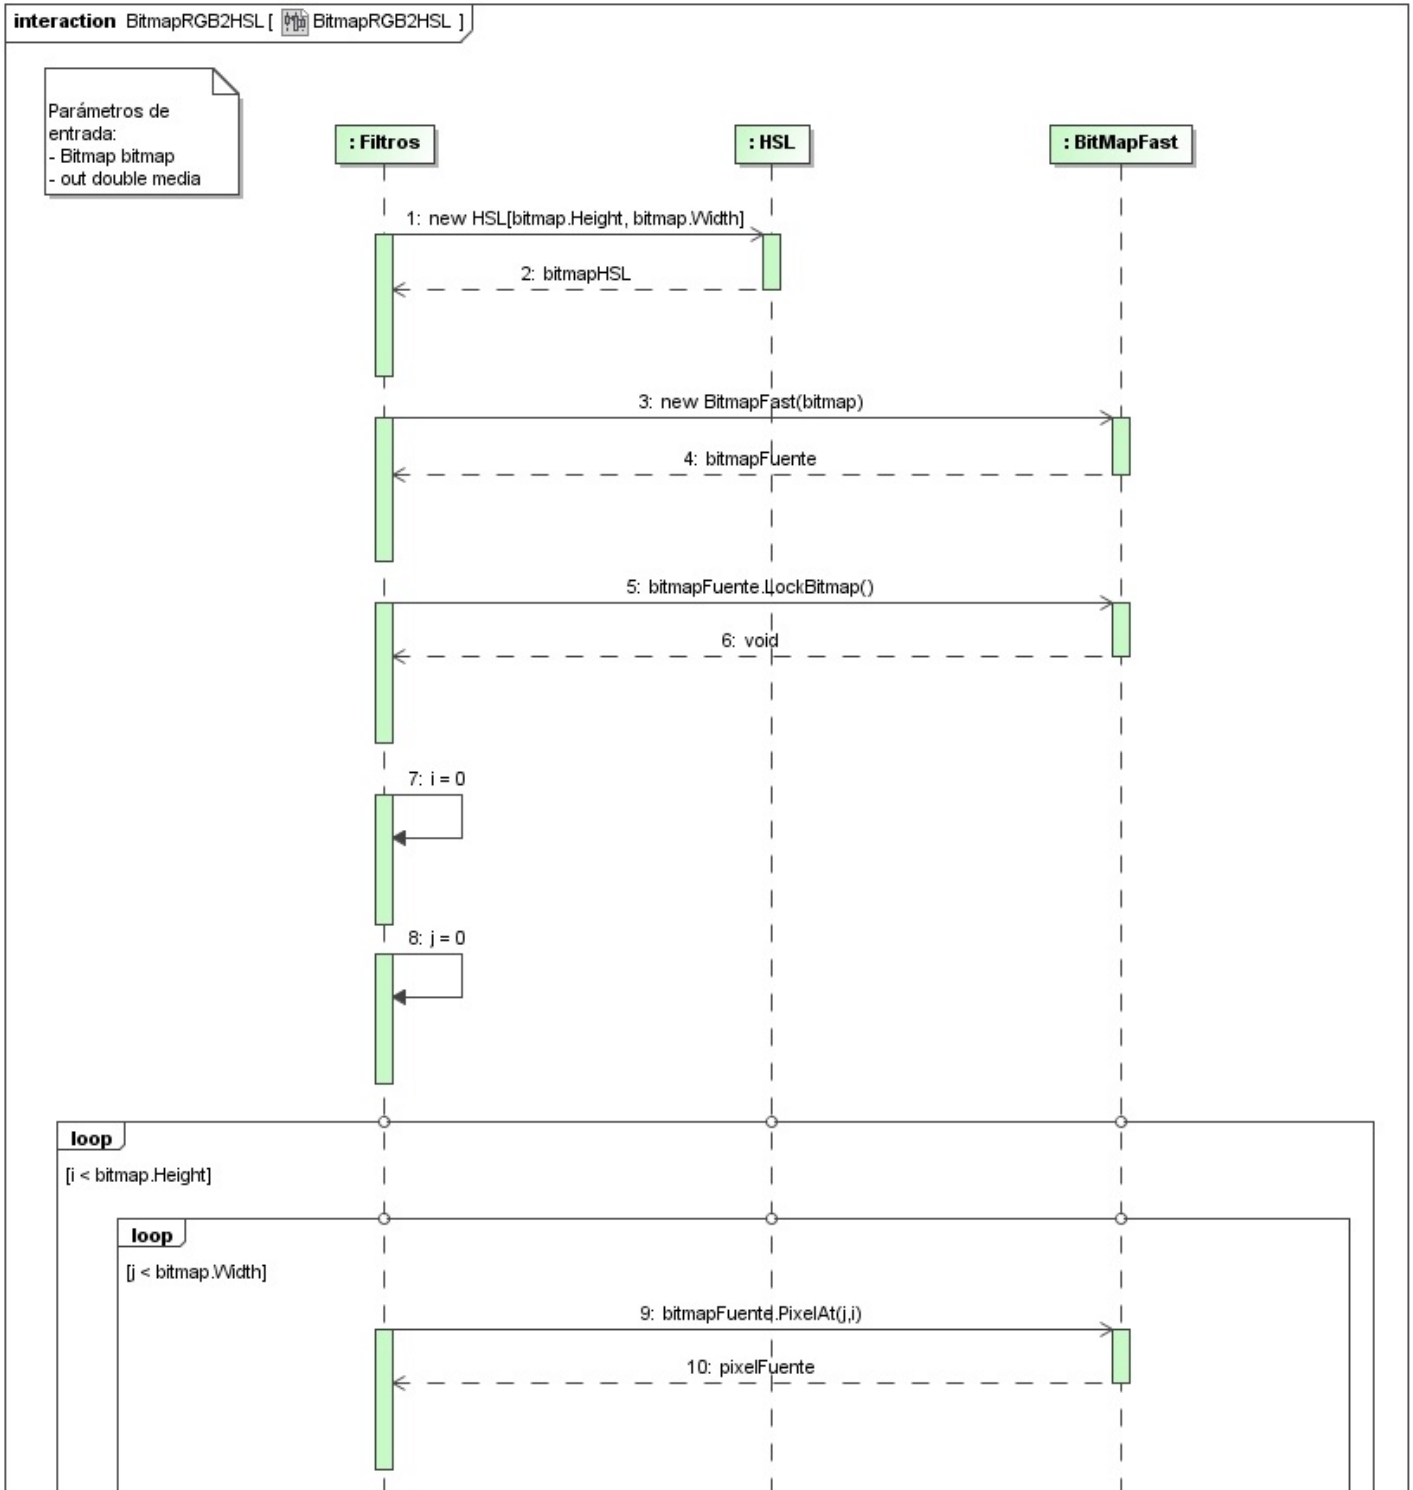 interaction BitmapRGB2HSL [ BitmapRGB2HSL ]
Parámetros de
entrada:
- Bitmap bitmap
- out double media
: Filtros
: HSL
: BitMapFast
1: new HSL[bitmap.Height, bitmap.Width]
2: bitmapHSL
3: new BitmapFast(bitmap)
4: bitmapFuente
5: bitmapFuente.LockBitmap()
6: void
7: i = 0
8: j = 0
loop
[i < bitmap.Height]
loop
[j < bitmap.Width]
9: bitmapFuente.PixelAt(j,i)
10: pixelFuente